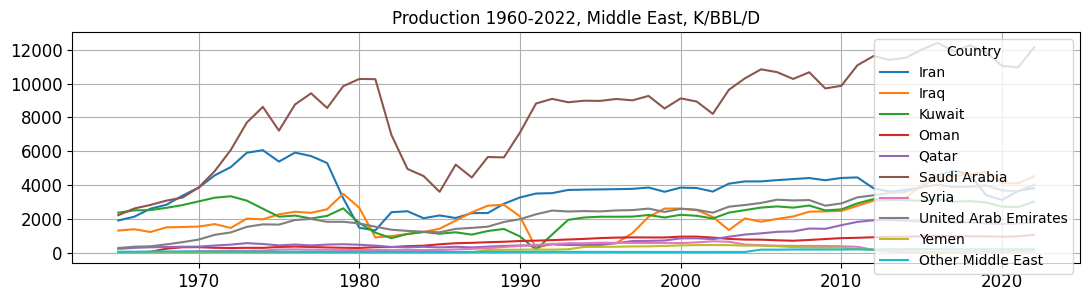 Production 1960-2022, Middle East, K/BBL/D
12000
10000
8000
6000
4000
2000
0
1970
1980
1990
2000
2010
2020
Country
Iran
Iraq
Kuwait
Oman
Qatar
Saudi Arabia
Syria
United Arab Emirates
Yemen
Other Middle East